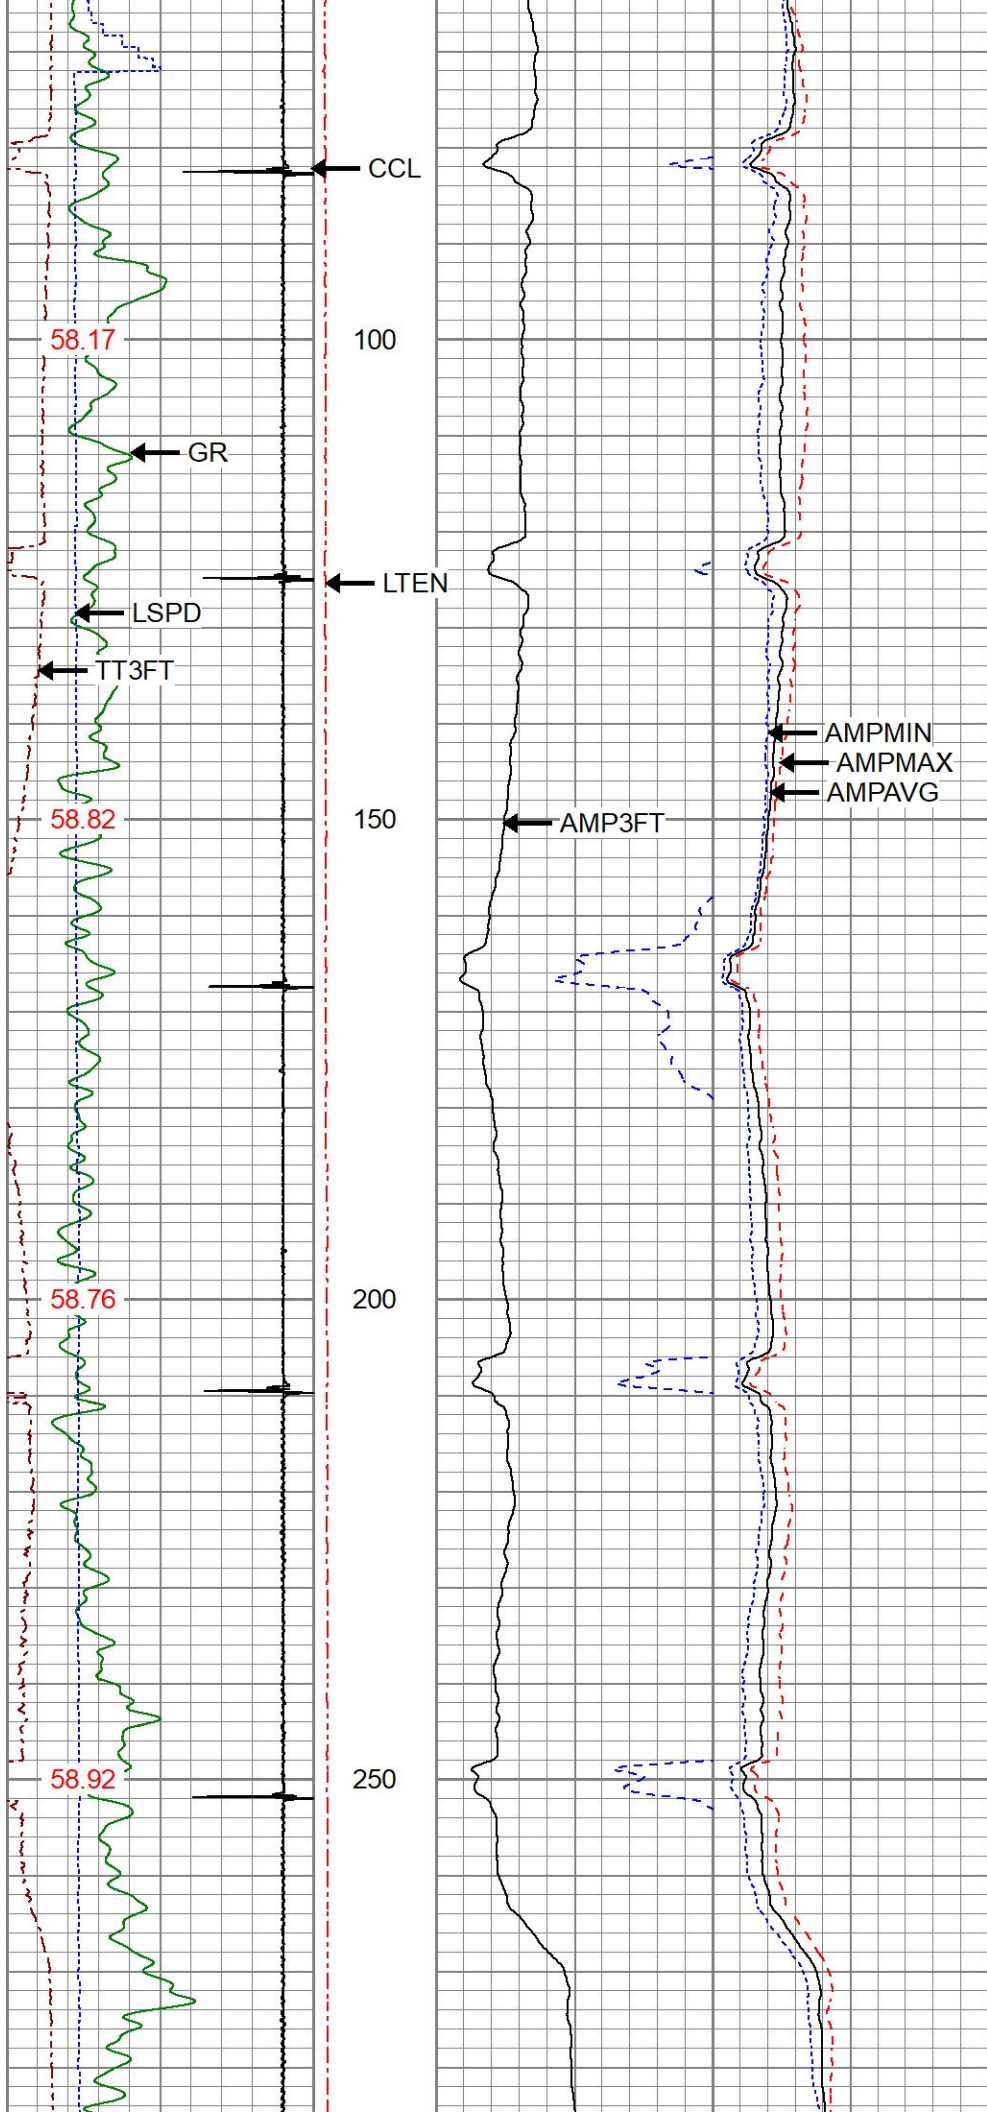 CCL
58.17 100
GR
LTEN
LSPD
TT3FT
AMPMIN
AMPMAX
AMPAVG
58.82 150 AMP3FT
58.76 200
58.92 250